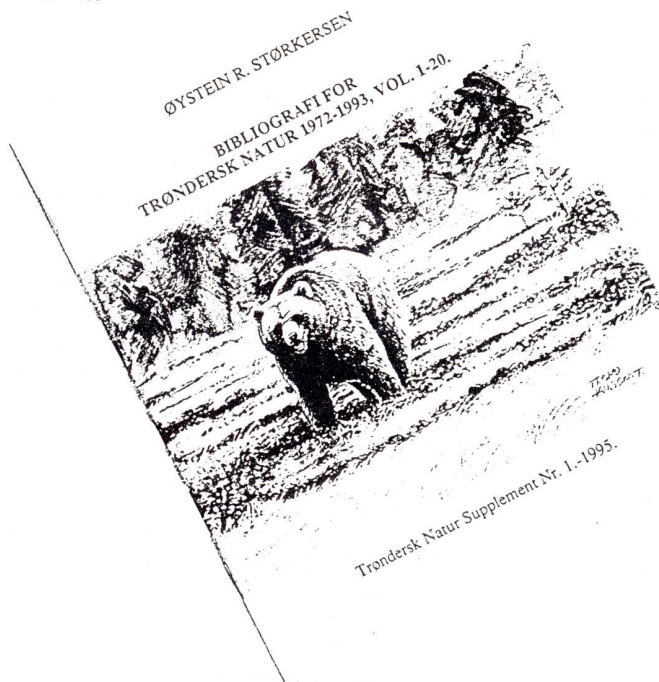 ØYSTEIN R. STØRKERSEN
BIBLIOGRAFI FOR
TRØNDERSK NATUR 1972-1993, VOL. 1-20.
Trøndersk Natur Supplement Nr. 1.-1995.